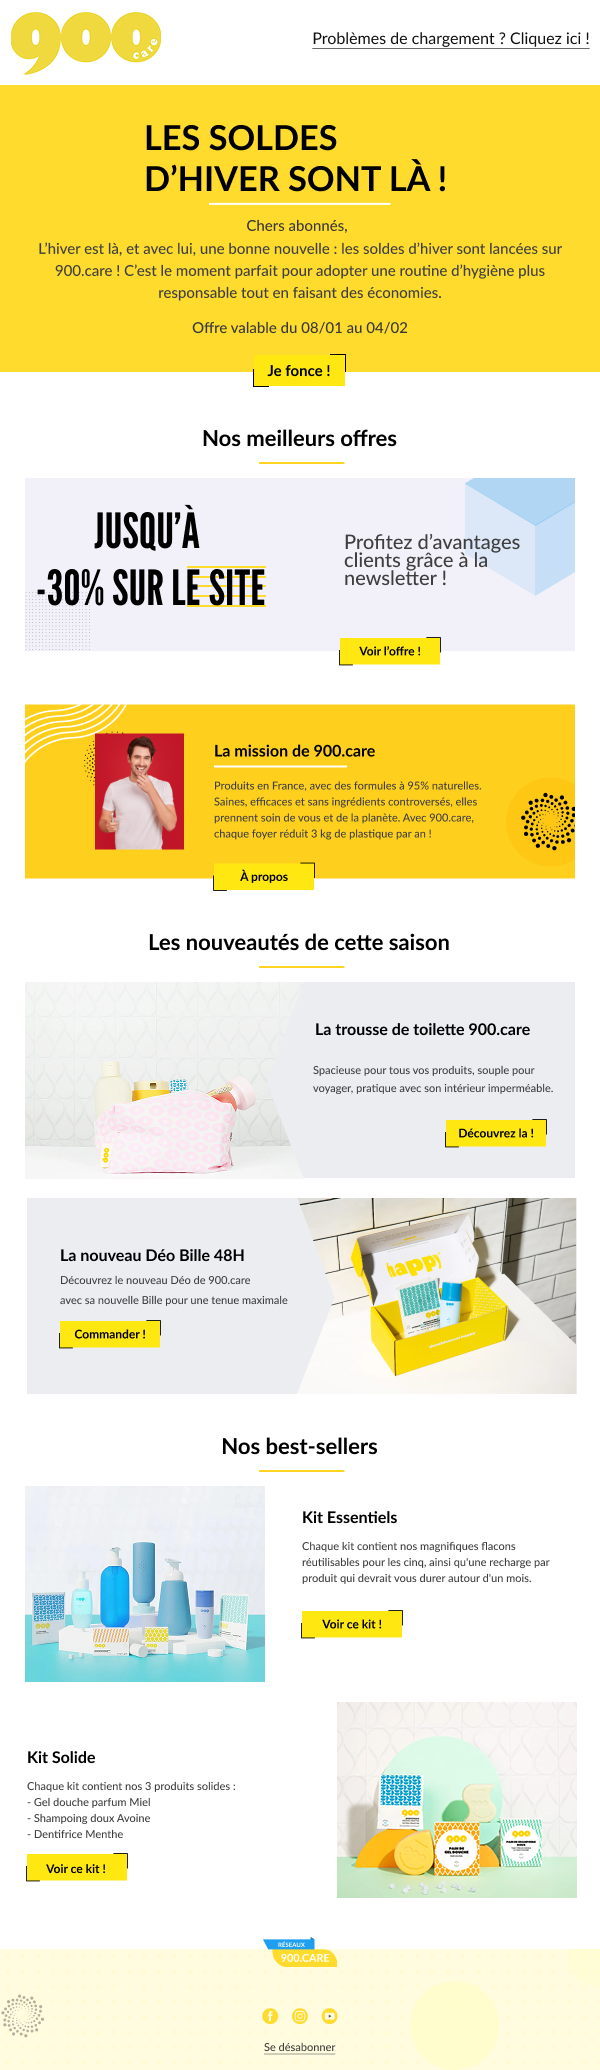 900
care
Problèmes de chargement ? Cliquez ici !
LES SOLDES
D'HIVER SONT LÀ !
Chers abonnés,
L'hiver est là, et avec lui, une bonne nouvelle : les soldes d'hiver sont lancées sur
900.care ! C'est le moment parfait pour adopter une routine d'hygiène plus
responsable tout en faisant des économies.
Offre valable du 08/01 au 04/02
Je fonce !
Nos meilleurs offres
JUSQU'À
-30% SUR LE SITE
Profitez d'avantages
clients grâce à la
newsletter !
Voir l'offre !
La mission de 900.care
Produits en France, avec des formules à 95% naturelles.
Saines, efficaces et sans ingrédients controversés, elles
prennent soin de vous et de la planète. Avec 900.care,
chaque foyer réduit 3 kg de plastique par an !
À propos
Les nouveautés de cette saison
La trousse de toilette 900.care
Spacieuse pour tous vos produits, souple pour
voyager, pratique avec son intérieur imperméable.
Découvrez la !
900
La nouveau Déo Bille 48H
Découvrez le nouveau Déo de 900.care
avec sa nouvelle Bille pour une tenue maximale
Commander !
happy
900
Nos best-sellers
Kit Essentiels
Chaque kit contient nos magnifiques flacons
réutilisables pour les cinq, ainsi qu'une recharge par
produit qui devrait vous durer autour d'un mois.
Voir ce kit !
Kit Solide
Chaque kit contient nos 3 produits solides :
- Gel douche parfum Miel
- Shampoing doux Avoine
- Dentifrice Menthe
Voir ce kit !
900
900
PAIN DE
GEL DOUCHE
900
RÉSEAUX
900.CARE
Se désabonner